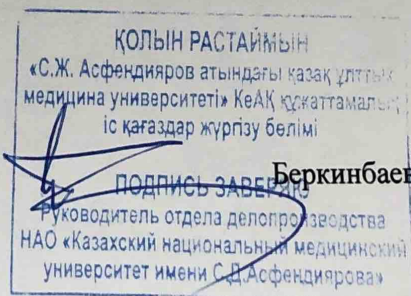 ҚОЛЫН РАСТАЙМЫН
«С.Ж. Асфендияров атындағы қазақ ұлттық
медицина университеті» КеАҚ құжаттамалық
іс қағаздар жүргізу бөлімі
Беркинбаев
ПОДПИСЬ ЗАВЕРЯЮ
Руководитель отдела делопроизводства
НАО «Казахский национальный медицинский
университет имени С.Д.Асфендиярова»